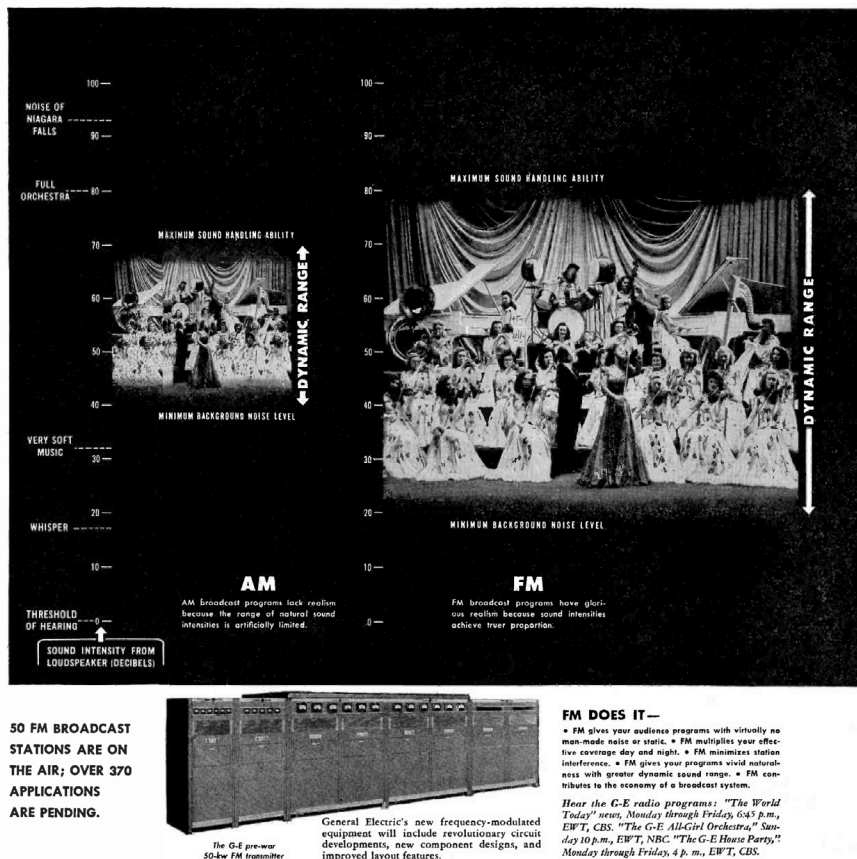 100
NOISE OF
NIAGARA
FALLS
90
FULL
ORCHESTRA
80
70
60
50
40
VERY SOFT
MUSIC
30
20
WHISPER
10
THRESHOLD
OF HEARING
0
SOUND INTENSITY FROM
LOUDSPEAKER (DECIBELS)
MAXIMUM SOUND HANDLING ABILITY
DYNAMIC RANGE
MINIMUM BACKGROUND NOISE LEVEL
AM
AM broadcast programs lack realism
because the range of natural sound
intensities is artificially limited.
100
90
80
70
60
50
40
30
20
10
0
MAXIMUM SOUND HANDLING ABILITY
DYNAMIC RANGE
MINIMUM BACKGROUND NOISE LEVEL
FM
FM broadcast programs have glori-
ous realism because sound intensities
achieve truer proportion.
50 FM BROADCAST
STATIONS ARE ON
THE AIR; OVER 370
APPLICATIONS
ARE PENDING.
The G-E pre-war
50-kw FM transmitter
General Electric's new frequency-modulated
equipment will include revolutionary circuit
developments, new component designs, and
improved layout features.
FM DOES IT—
• FM gives your audience programs with virtually no
man-made noise or static. • FM multiplies your effec-
tive coverage day and night. • FM minimizes station
interference. • FM gives your programs vivid natural-
ness with greater dynamic sound range. • FM con-
tributes to the economy of a broadcast system.
Hear the G-E radio programs: "The World
Today" news, Monday through Friday, 6:45 p.m.,
EWT, CBS. "The G-E All-Girl Orchestra," Sun-
day 10 p.m., EWT, NBC. "The G-E House Party,"
Monday through Friday, 4 p. m., EWT, CBS.